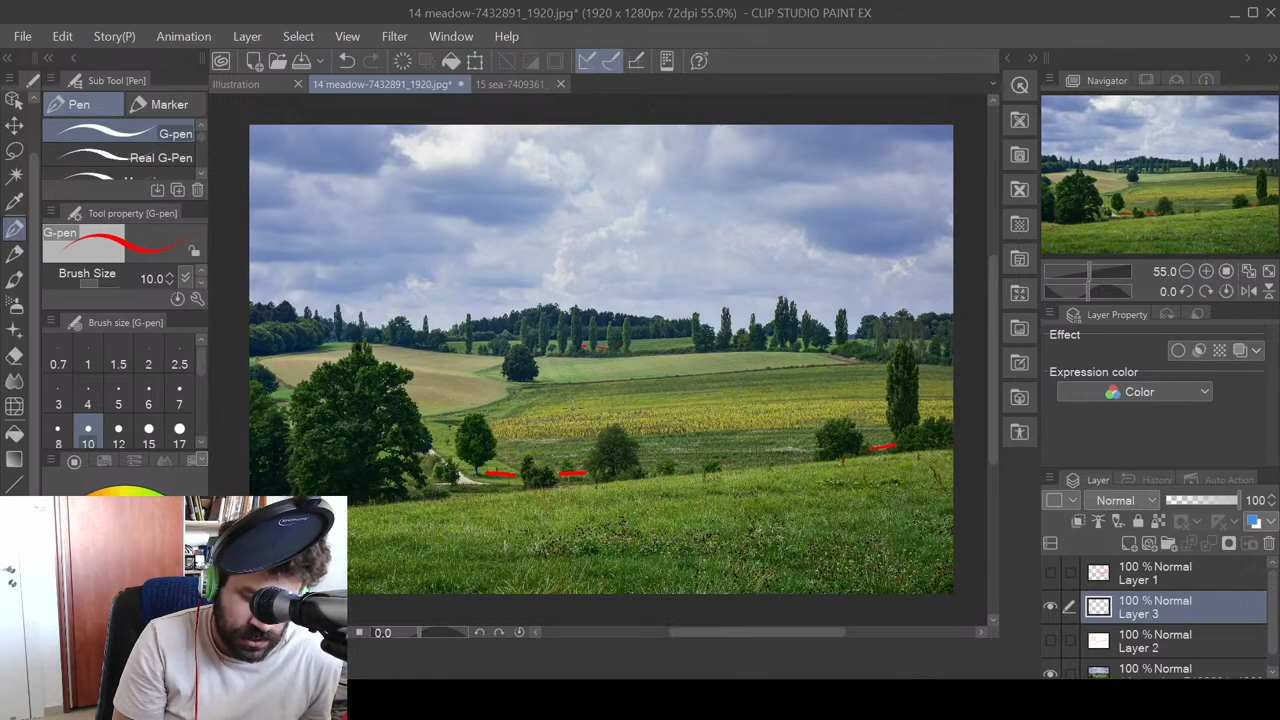 14 meadow-7432891_1920.jpg* (1920 x 1280px 72dpi 55.0%) - CLIP STUDIO PAINT EX
File Edit Story(P) Animation Layer Select View Filter Window Help
Sub Tool [Pen]
Illustration
14 meadow-7432891_1920.jpg*
15 sea-7409361_
Navigator
Pen
Marker
G-pen
Real G-Pen
Tool property [G-pen]
G-pen
Brush Size 10.0
55.0
0.0
Brush size [G-pen]
Layer Property
Effect
Expression color
Color
0.7 1 1.5 2 2.5
3 4 5 6 7
8 10 12 15 17
Layer
History
Auto Action
Normal
100
100 % Normal
Layer 1
100 % Normal
Layer 3
100 % Normal
Layer 2
0.0